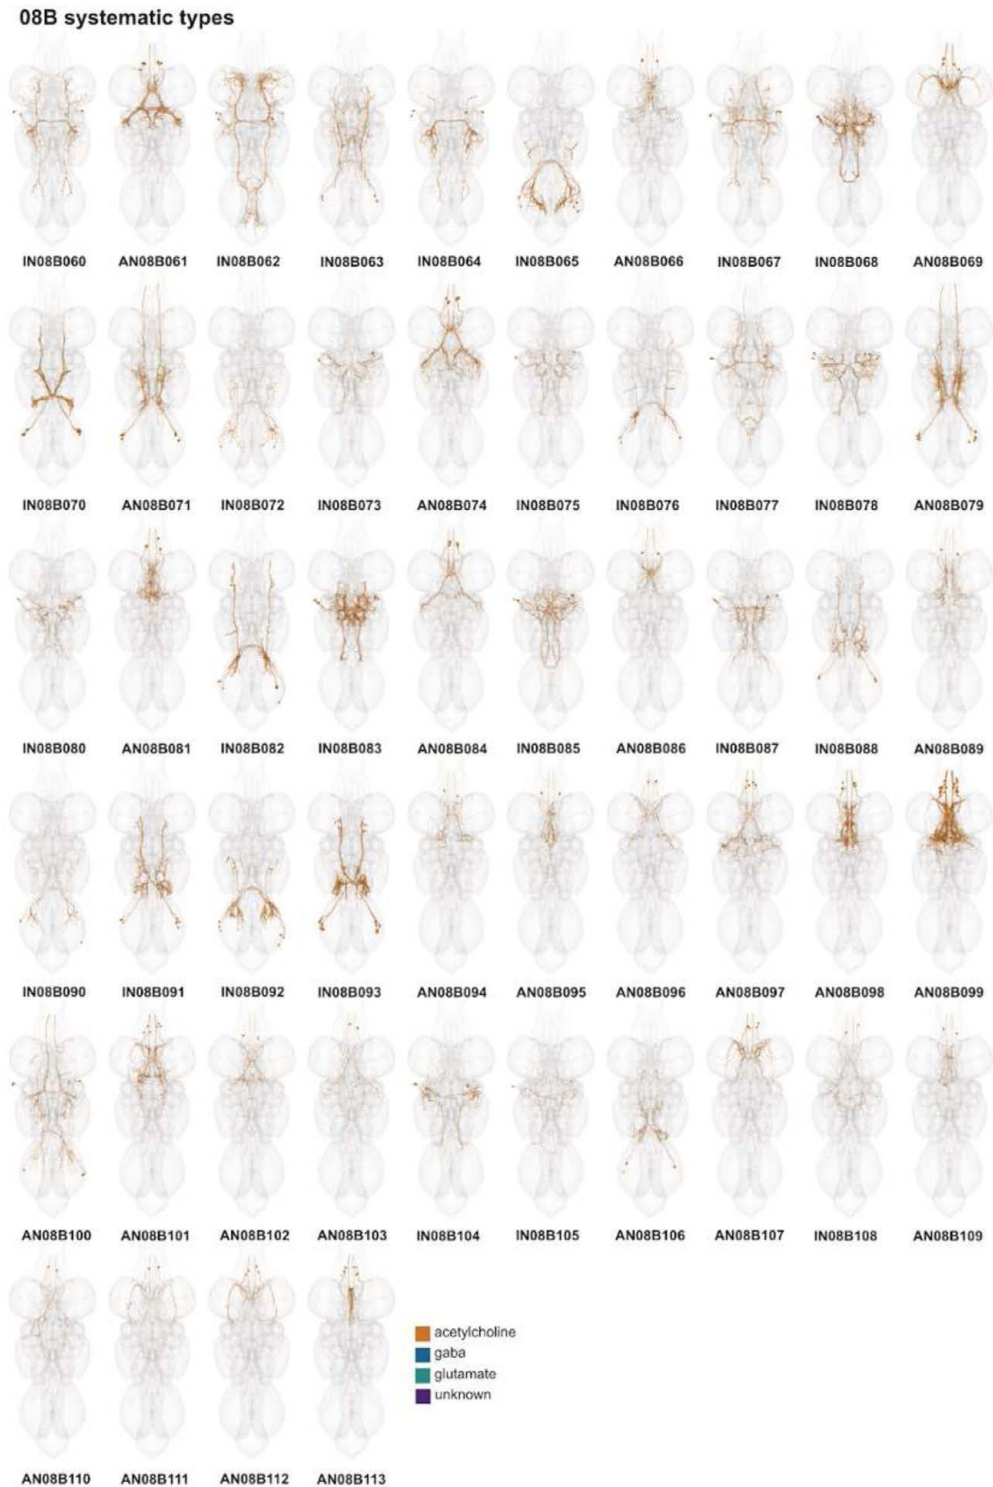 08B systematic types
IN08B060 AN08B061 IN08B062 IN08B063 IN08B064 IN08B065 AN08B066 IN08B067 IN08B068 AN08B069
IN08B070 AN08B071 IN08B072 IN08B073 AN08B074 IN08B075 IN08B076 IN08B077 IN08B078 AN08B079
IN08B080 AN08B081 IN08B082 IN08B083 AN08B084 IN08B085 AN08B086 IN08B087 IN08B088 AN08B089
IN08B090 IN08B091 IN08B092 IN08B093 AN08B094 AN08B095 AN08B096 AN08B097 AN08B098 AN08B099
AN08B100 AN08B101 AN08B102 AN08B103 IN08B104 IN08B105 AN08B106 AN08B107 IN08B108 AN08B109
acetylcholine
gaba
glutamate
unknown
AN08B110 AN08B111 AN08B112 AN08B113